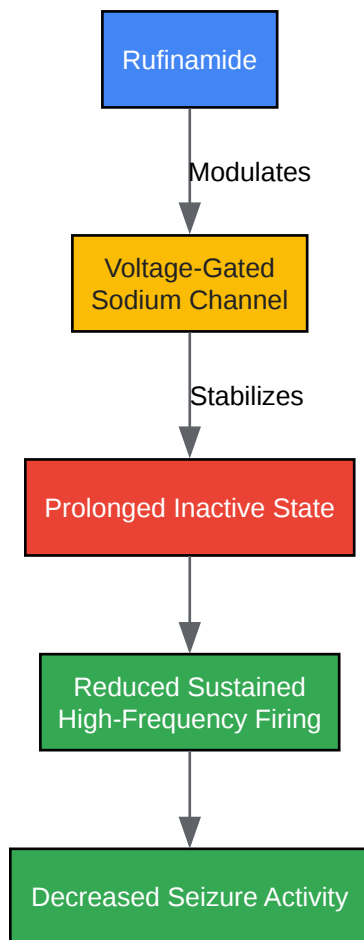 Rufinamide
Modulates
Voltage-Gated
Sodium Channel
Stabilizes
Prolonged Inactive State
Reduced Sustained
High-Frequency Firing
Decreased Seizure Activity